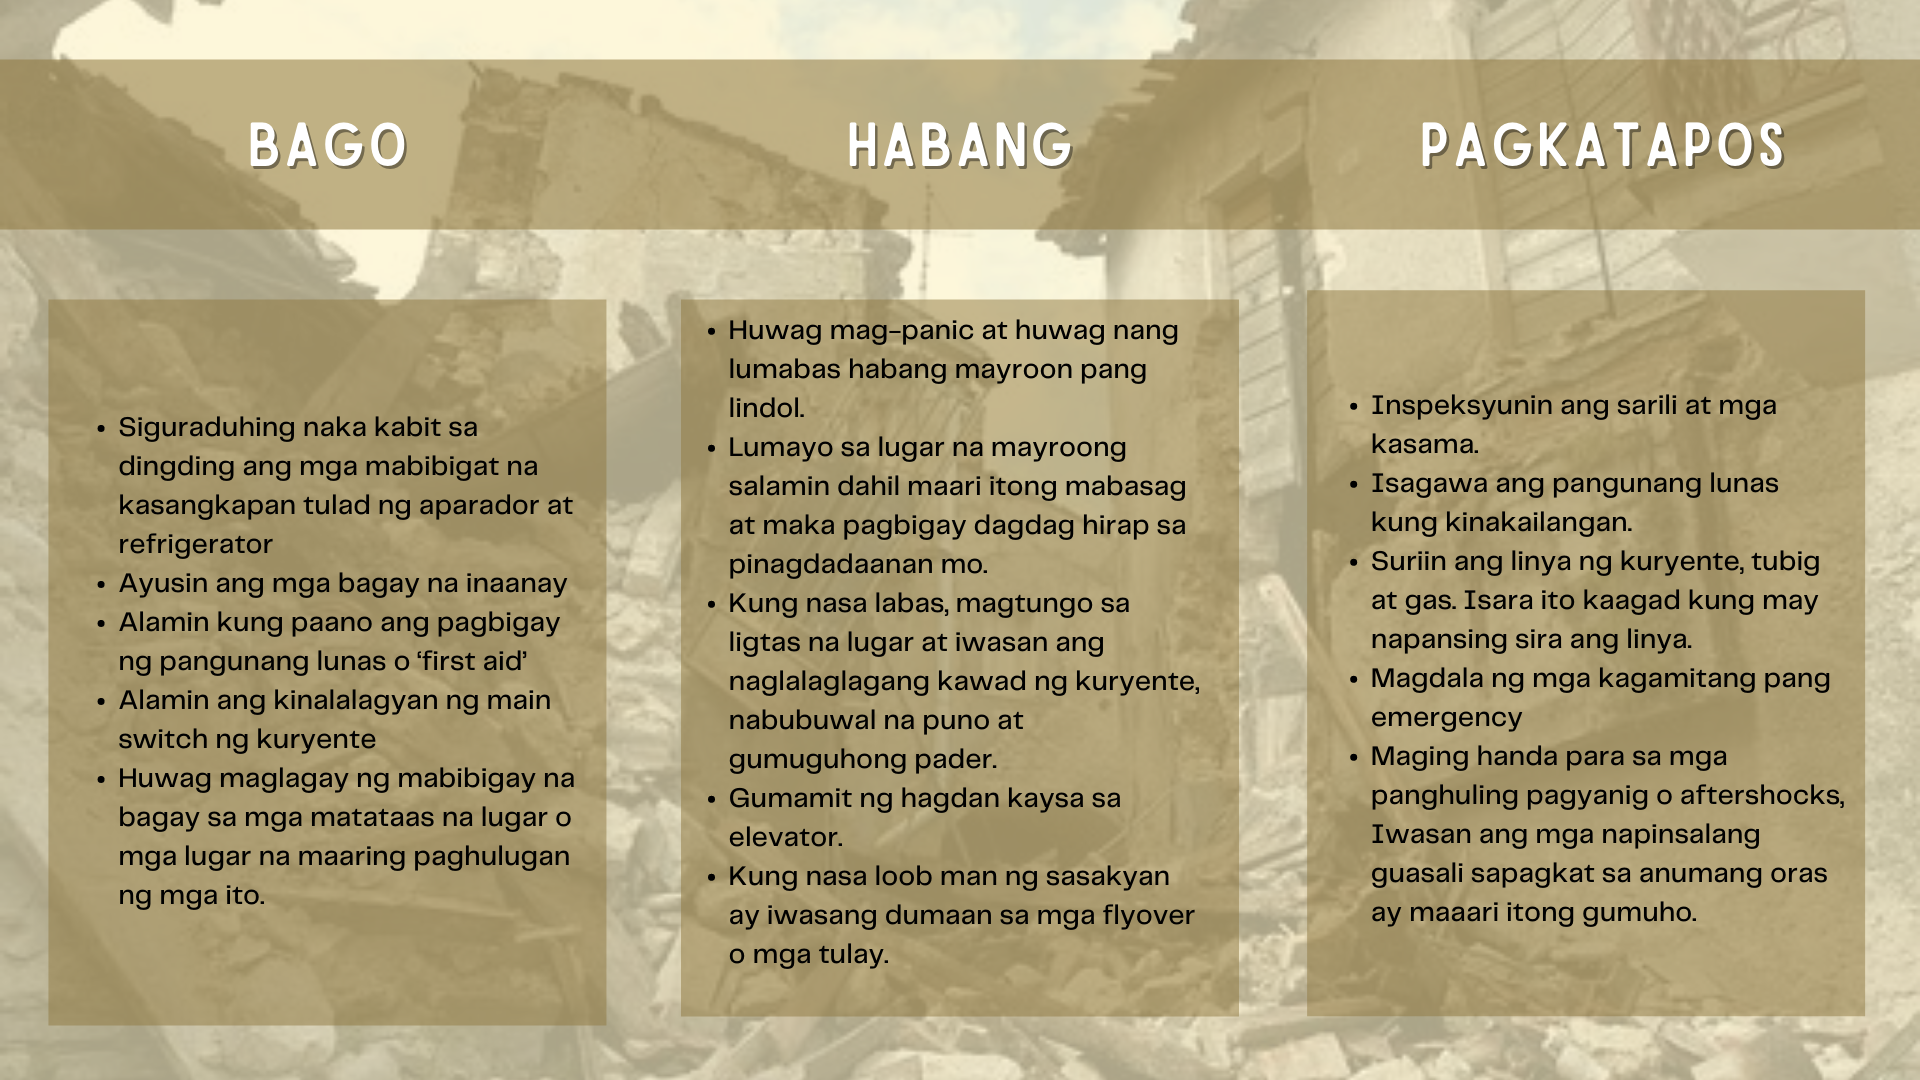 BAGO
HABANG
PAGKATAPOS
• Siguraduhing naka kabit sa
dingding ang mga mabibigat na
kasangkapan tulad ng aparador at
refrigerator
• Ayusin ang mga bagay na inaanay
• Alamin kung paano ang pagbigay
ng pangunang lunas o ‘first aid’
• Alamin ang kinalalagyan ng main
switch ng kuryente
• Huwag maglagay ng mabibigay na
bagay sa mga matataas na lugar o
mga lugar na maaring paghulugan
ng mga ito.
• Huwag mag-panic at huwag nang
lumabas habang mayroon pang
lindol.
• Lumayo sa lugar na mayroong
salamin dahil maari itong mabasag
at maka pagbigay dagdag hirap sa
pinagdadaanan mo.
• Kung nasa labas, magtungo sa
ligtas na lugar at iwasan ang
naglalaglagang kawad ng kuryente,
nabubuwal na puno at
gumuguhong pader.
• Gumamit ng hagdan kaysa sa
elevator.
• Kung nasa loob man ng sasakyan
ay iwasang dumaan sa mga flyover
o mga tulay.
• Inspeksyunin ang sarili at mga
kasama.
• Isagawa ang pangunang lunas
kung kinakailangan.
• Suriin ang linya ng kuryente, tubig
at gas. Isara ito kaagad kung may
napansing sira ang linya.
• Magdala ng mga kagamitang pang
emergency
• Maging handa para sa mga
panghuling pagyanig o aftershocks,
Iwasan ang mga napinsalang
guasali sapagkat sa anumang oras
ay maaari itong gumuho.